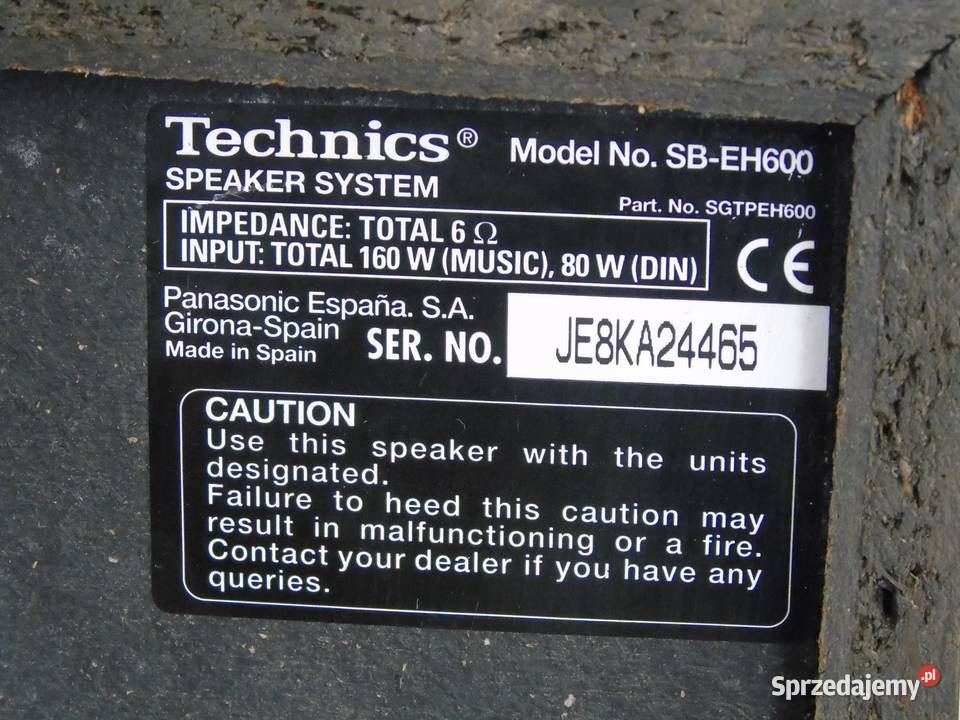 Technics®
Model No. SB-EH600
SPEAKER SYSTEM
Part. No. SGTPEH600
IMPEDANCE: TOTAL 6 Ω
INPUT: TOTAL 160 W (MUSIC), 80 W (DIN)
CE
Panasonic España. S.A.
Girona-Spain
Made in Spain
SER. NO.
JE8KA24465
CAUTION
Use this speaker with the units
designated.
Failure to heed this caution may
result in malfunctioning or a fire.
Contact your dealer if you have any
queries.
Sprzedajemy.pl